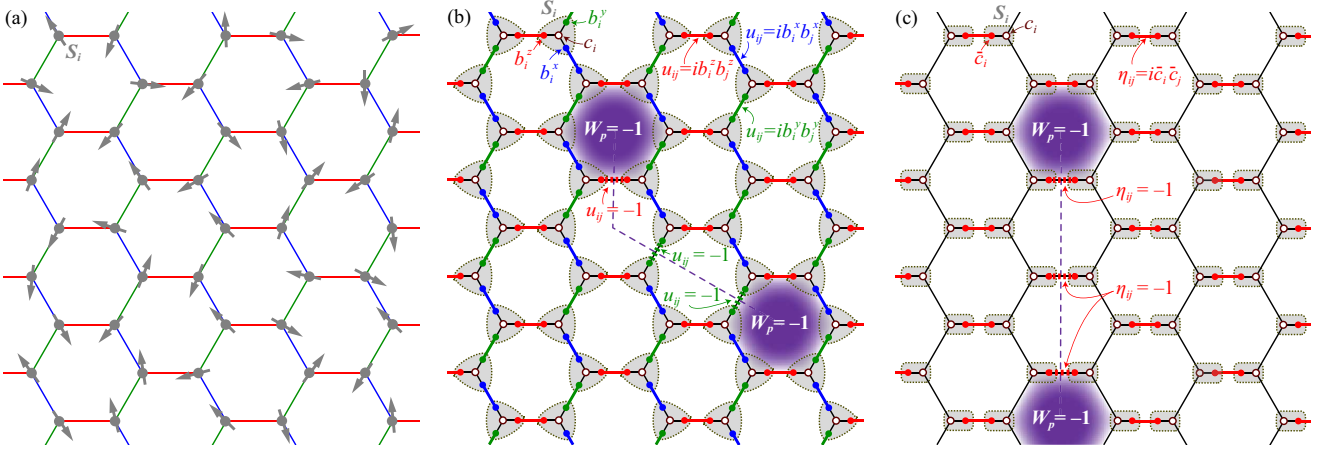 (a)
S_i
(b)
S_i
b_i^y
c_i
b_i^z
b_i^x
u_ij=ib_i^x b_j^x
u_ij=ib_i^z b_j^z
W_p= −1
u_ij=ib_i^y b_j^y
u_ij = −1
u_ij = −1
u_ij = −1
W_p= −1
(c)
S_i
c_i
c̄_i
η_ij=ic̄_i c̄_j
W_p= −1
η_ij= −1
η_ij= −1
W_p= −1